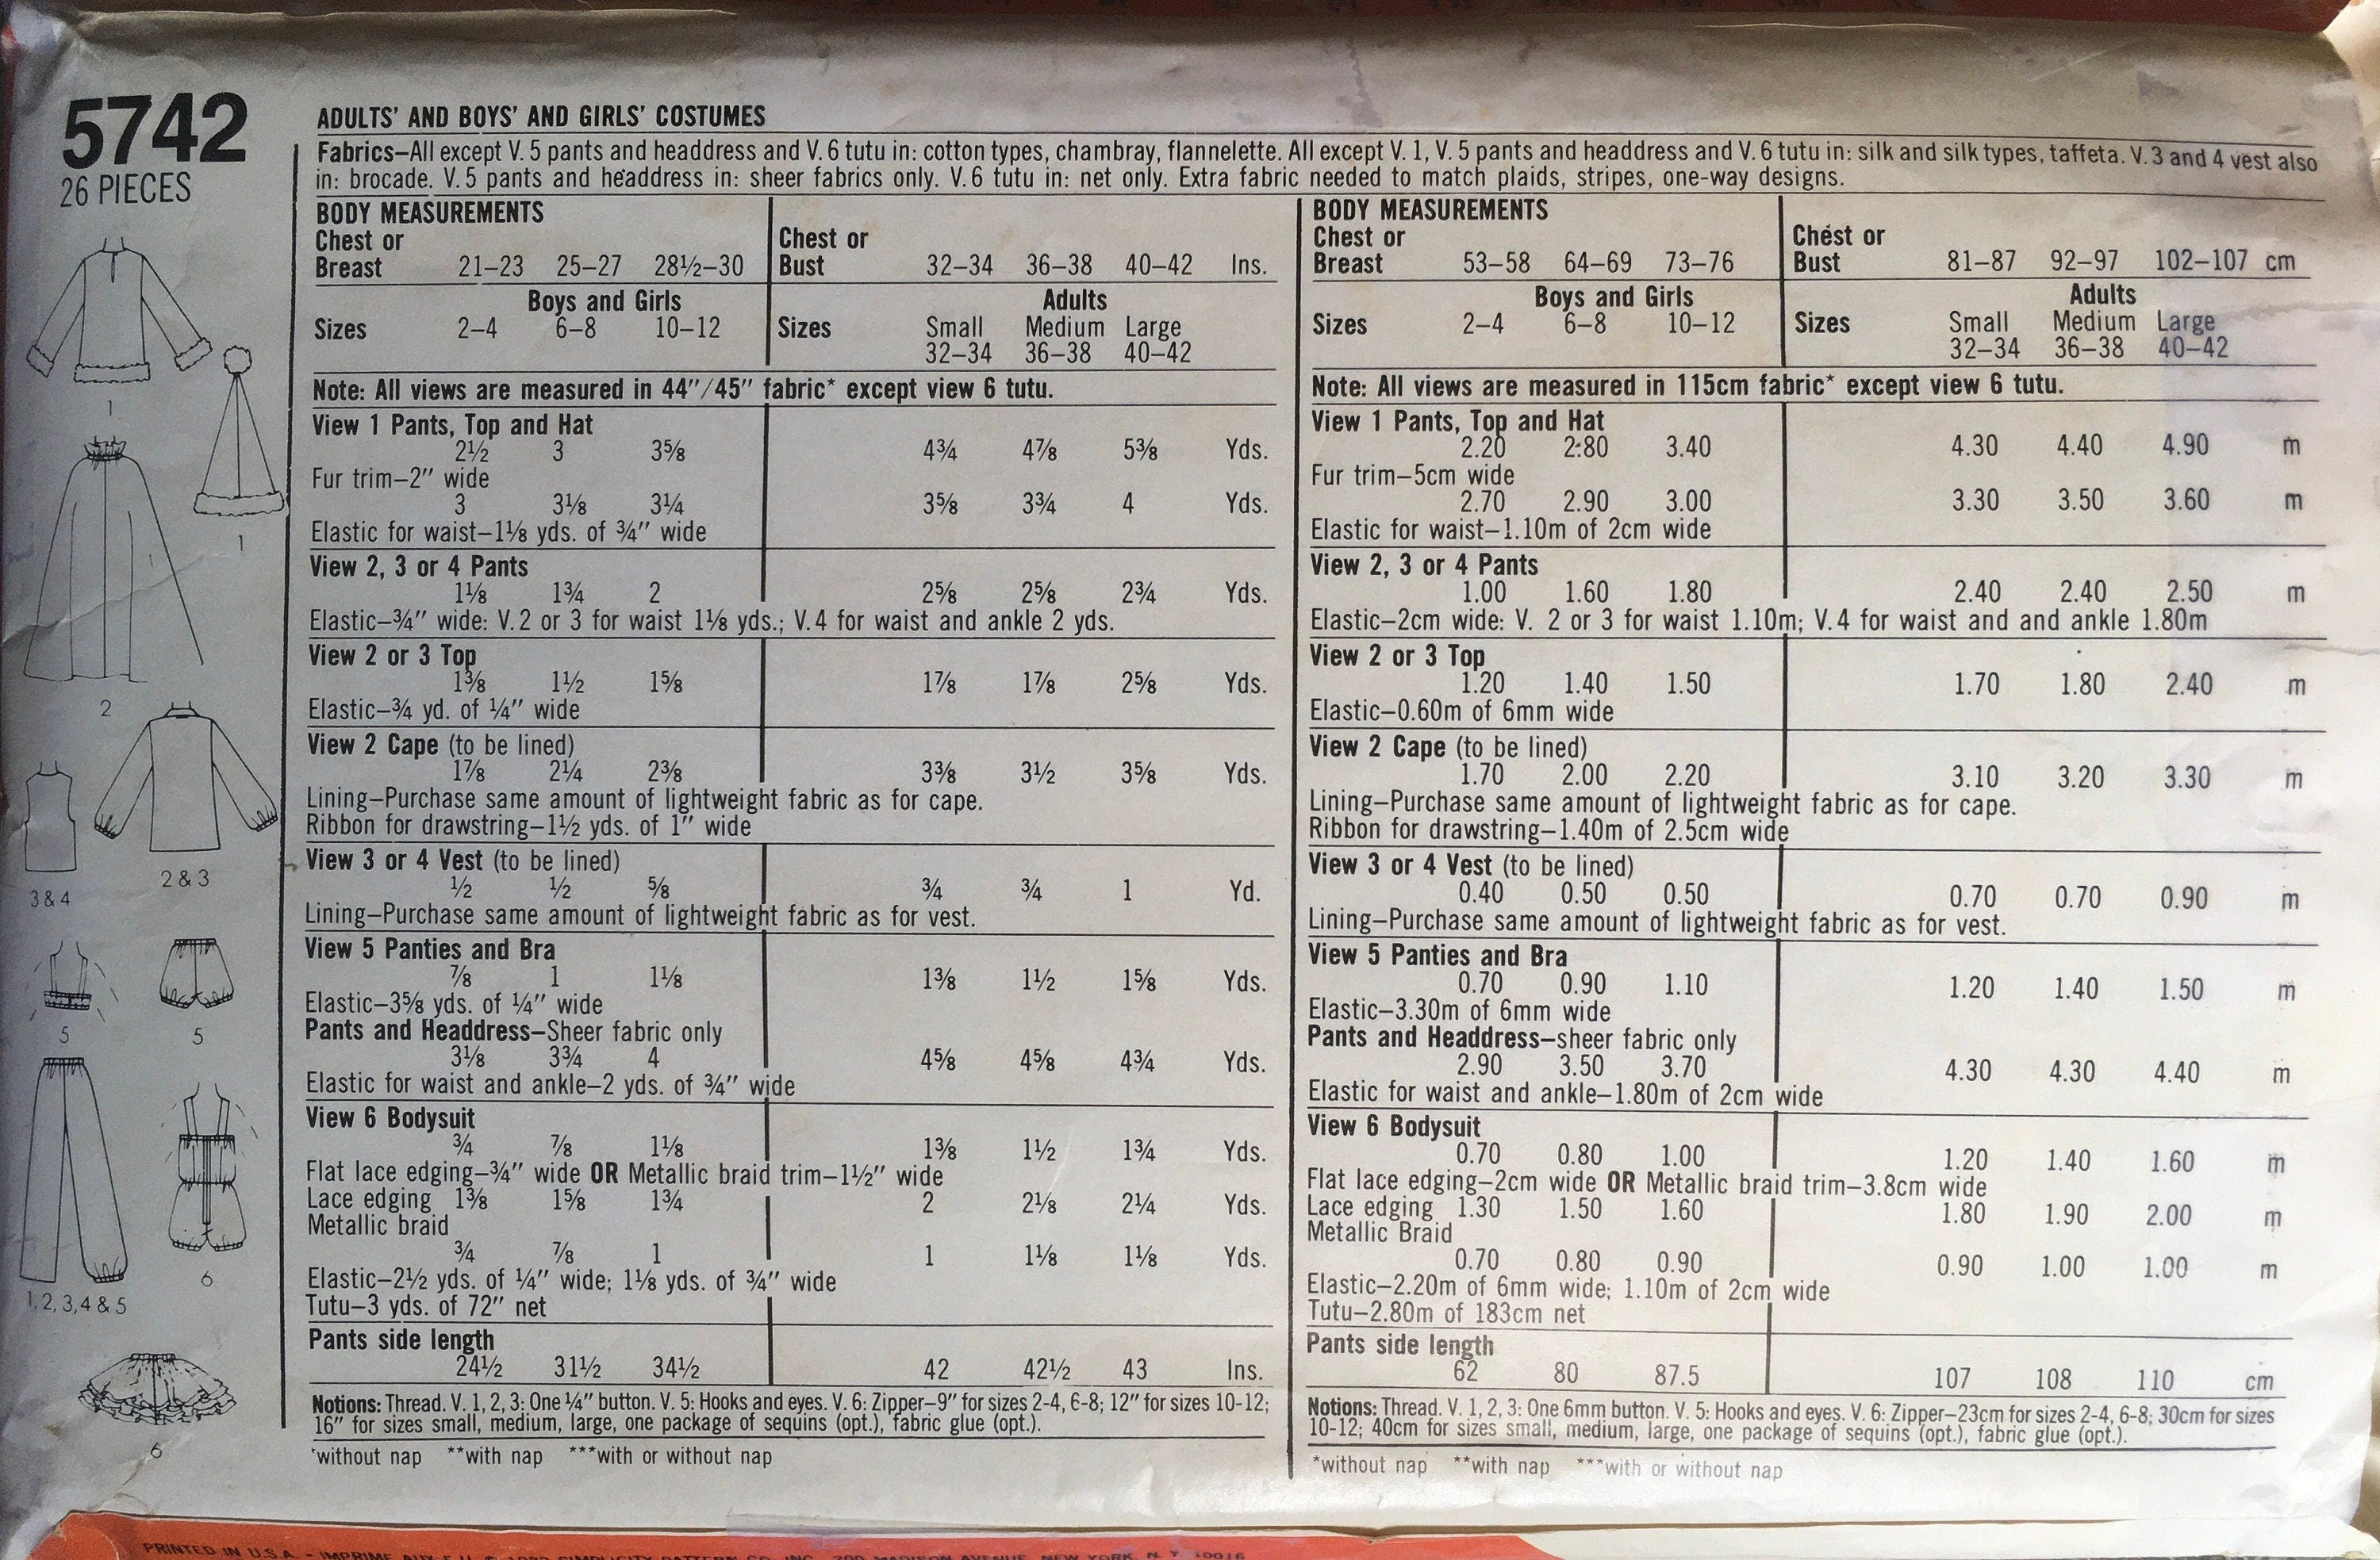 5742
26 PIECES
1
1
2
2 & 3
3 & 4
5
5
1, 2, 3, 4 & 5
6
6
ADULTS' AND BOYS' AND GIRLS' COSTUMES
Fabrics–All except V. 5 pants and headdress and V. 6 tutu in: cotton types, chambray, flannelette. All except V. 1, V. 5 pants and headdress and V. 6 tutu in: silk and silk types, taffeta. V. 3 and 4 vest also
in: brocade. V. 5 pants and headdress in: sheer fabrics only. V. 6 tutu in: net only. Extra fabric needed to match plaids, stripes, one-way designs.
BODY MEASUREMENTS
Chest or Chest or
Breast 21–23 25–27 28½–30 Bust 32–34 36–38 40–42 Ins.
Boys and Girls Adults
Sizes 2–4 6–8 10–12 Sizes Small Medium Large
32–34 36–38 40–42
Note: All views are measured in 44"/45" fabric* except view 6 tutu.
View 1 Pants, Top and Hat
2½ 3 3⅝ 4¾ 4⅞ 5⅜ Yds.
Fur trim–2" wide
3 3⅛ 3¼ 3⅝ 3¾ 4 Yds.
Elastic for waist–1⅛ yds. of ¾" wide
View 2, 3 or 4 Pants
1⅛ 1¾ 2 2⅝ 2⅝ 2¾ Yds.
Elastic–¾" wide: V. 2 or 3 for waist 1⅛ yds.; V. 4 for waist and ankle 2 yds.
View 2 or 3 Top
1⅜ 1½ 1⅝ 1⅞ 1⅞ 2⅝ Yds.
Elastic–¾ yd. of ¼" wide
View 2 Cape (to be lined)
1⅞ 2¼ 2⅜ 3⅜ 3½ 3⅝ Yds.
Lining–Purchase same amount of lightweight fabric as for cape.
Ribbon for drawstring–1½ yds. of 1" wide
View 3 or 4 Vest (to be lined)
½ ½ ⅝ ¾ ¾ 1 Yd.
Lining–Purchase same amount of lightweight fabric as for vest.
View 5 Panties and Bra
⅞ 1 1⅛ 1⅜ 1½ 1⅝ Yds.
Elastic–3⅝ yds. of ¼" wide
Pants and Headdress–Sheer fabric only
3⅛ 3¾ 4 4⅝ 4⅝ 4¾ Yds.
Elastic for waist and ankle–2 yds. of ¾" wide
View 6 Bodysuit
¾ ⅞ 1⅛ 1⅜ 1½ 1¾ Yds.
Flat lace edging–¾" wide OR Metallic braid trim–1½" wide
Lace edging 1⅜ 1⅝ 1¾ 2 2⅛ 2¼ Yds.
Metallic braid
¾ ⅞ 1 1 1⅛ 1⅛ Yds.
Elastic–2½ yds. of ¼" wide; 1⅛ yds. of ¾" wide
Tutu–3 yds. of 72" net
Pants side length
24½ 31½ 34½ 42 42½ 43 Ins.
Notions: Thread. V. 1, 2, 3: One ¼" button. V. 5: Hooks and eyes. V. 6: Zipper–9" for sizes 2-4, 6-8; 12" for sizes 10-12;
16" for sizes small, medium, large, one package of sequins (opt.), fabric glue (opt.).
*without nap **with nap ***with or without nap
BODY MEASUREMENTS
Chest or Chest or
Breast 53–58 64–69 73–76 Bust 81–87 92–97 102–107 cm
Boys and Girls Adults
Sizes 2–4 6–8 10–12 Sizes Small Medium Large
32–34 36–38 40–42
Note: All views are measured in 115cm fabric* except view 6 tutu.
View 1 Pants, Top and Hat
2.20 2.80 3.40 4.30 4.40 4.90 m
Fur trim–5cm wide
2.70 2.90 3.00 3.30 3.50 3.60 m
Elastic for waist–1.10m of 2cm wide
View 2, 3 or 4 Pants
1.00 1.60 1.80 2.40 2.40 2.50 m
Elastic–2cm wide: V. 2 or 3 for waist 1.10m; V. 4 for waist and and ankle 1.80m
View 2 or 3 Top
1.20 1.40 1.50 1.70 1.80 2.40 m
Elastic–0.60m of 6mm wide
View 2 Cape (to be lined)
1.70 2.00 2.20 3.10 3.20 3.30 m
Lining–Purchase same amount of lightweight fabric as for cape.
Ribbon for drawstring–1.40m of 2.5cm wide
View 3 or 4 Vest (to be lined)
0.40 0.50 0.50 0.70 0.70 0.90 m
Lining–Purchase same amount of lightweight fabric as for vest.
View 5 Panties and Bra
0.70 0.90 1.10 1.20 1.40 1.50 m
Elastic–3.30m of 6mm wide
Pants and Headdress–sheer fabric only
2.90 3.50 3.70 4.30 4.30 4.40 m
Elastic for waist and ankle–1.80m of 2cm wide
View 6 Bodysuit
0.70 0.80 1.00 1.20 1.40 1.60 m
Flat lace edging–2cm wide OR Metallic braid trim–3.8cm wide
Lace edging 1.30 1.50 1.60 1.80 1.90 2.00 m
Metallic Braid
0.70 0.80 0.90 0.90 1.00 1.00 m
Elastic–2.20m of 6mm wide; 1.10m of 2cm wide
Tutu–2.80m of 183cm net
Pants side length
62 80 87.5 107 108 110 cm
Notions: Thread. V. 1, 2, 3: One 6mm button. V. 5: Hooks and eyes. V. 6: Zipper–23cm for sizes 2-4, 6-8; 30cm for sizes
10-12; 40cm for sizes small, medium, large, one package of sequins (opt.), fabric glue (opt.).
*without nap **with nap ***with or without nap
PRINTED IN U.S.A. - IMPRIME AUX SIMPLICITY PATTERN CO. INC. 200 MADISON AVENUE NEW YORK, N. Y. 10016